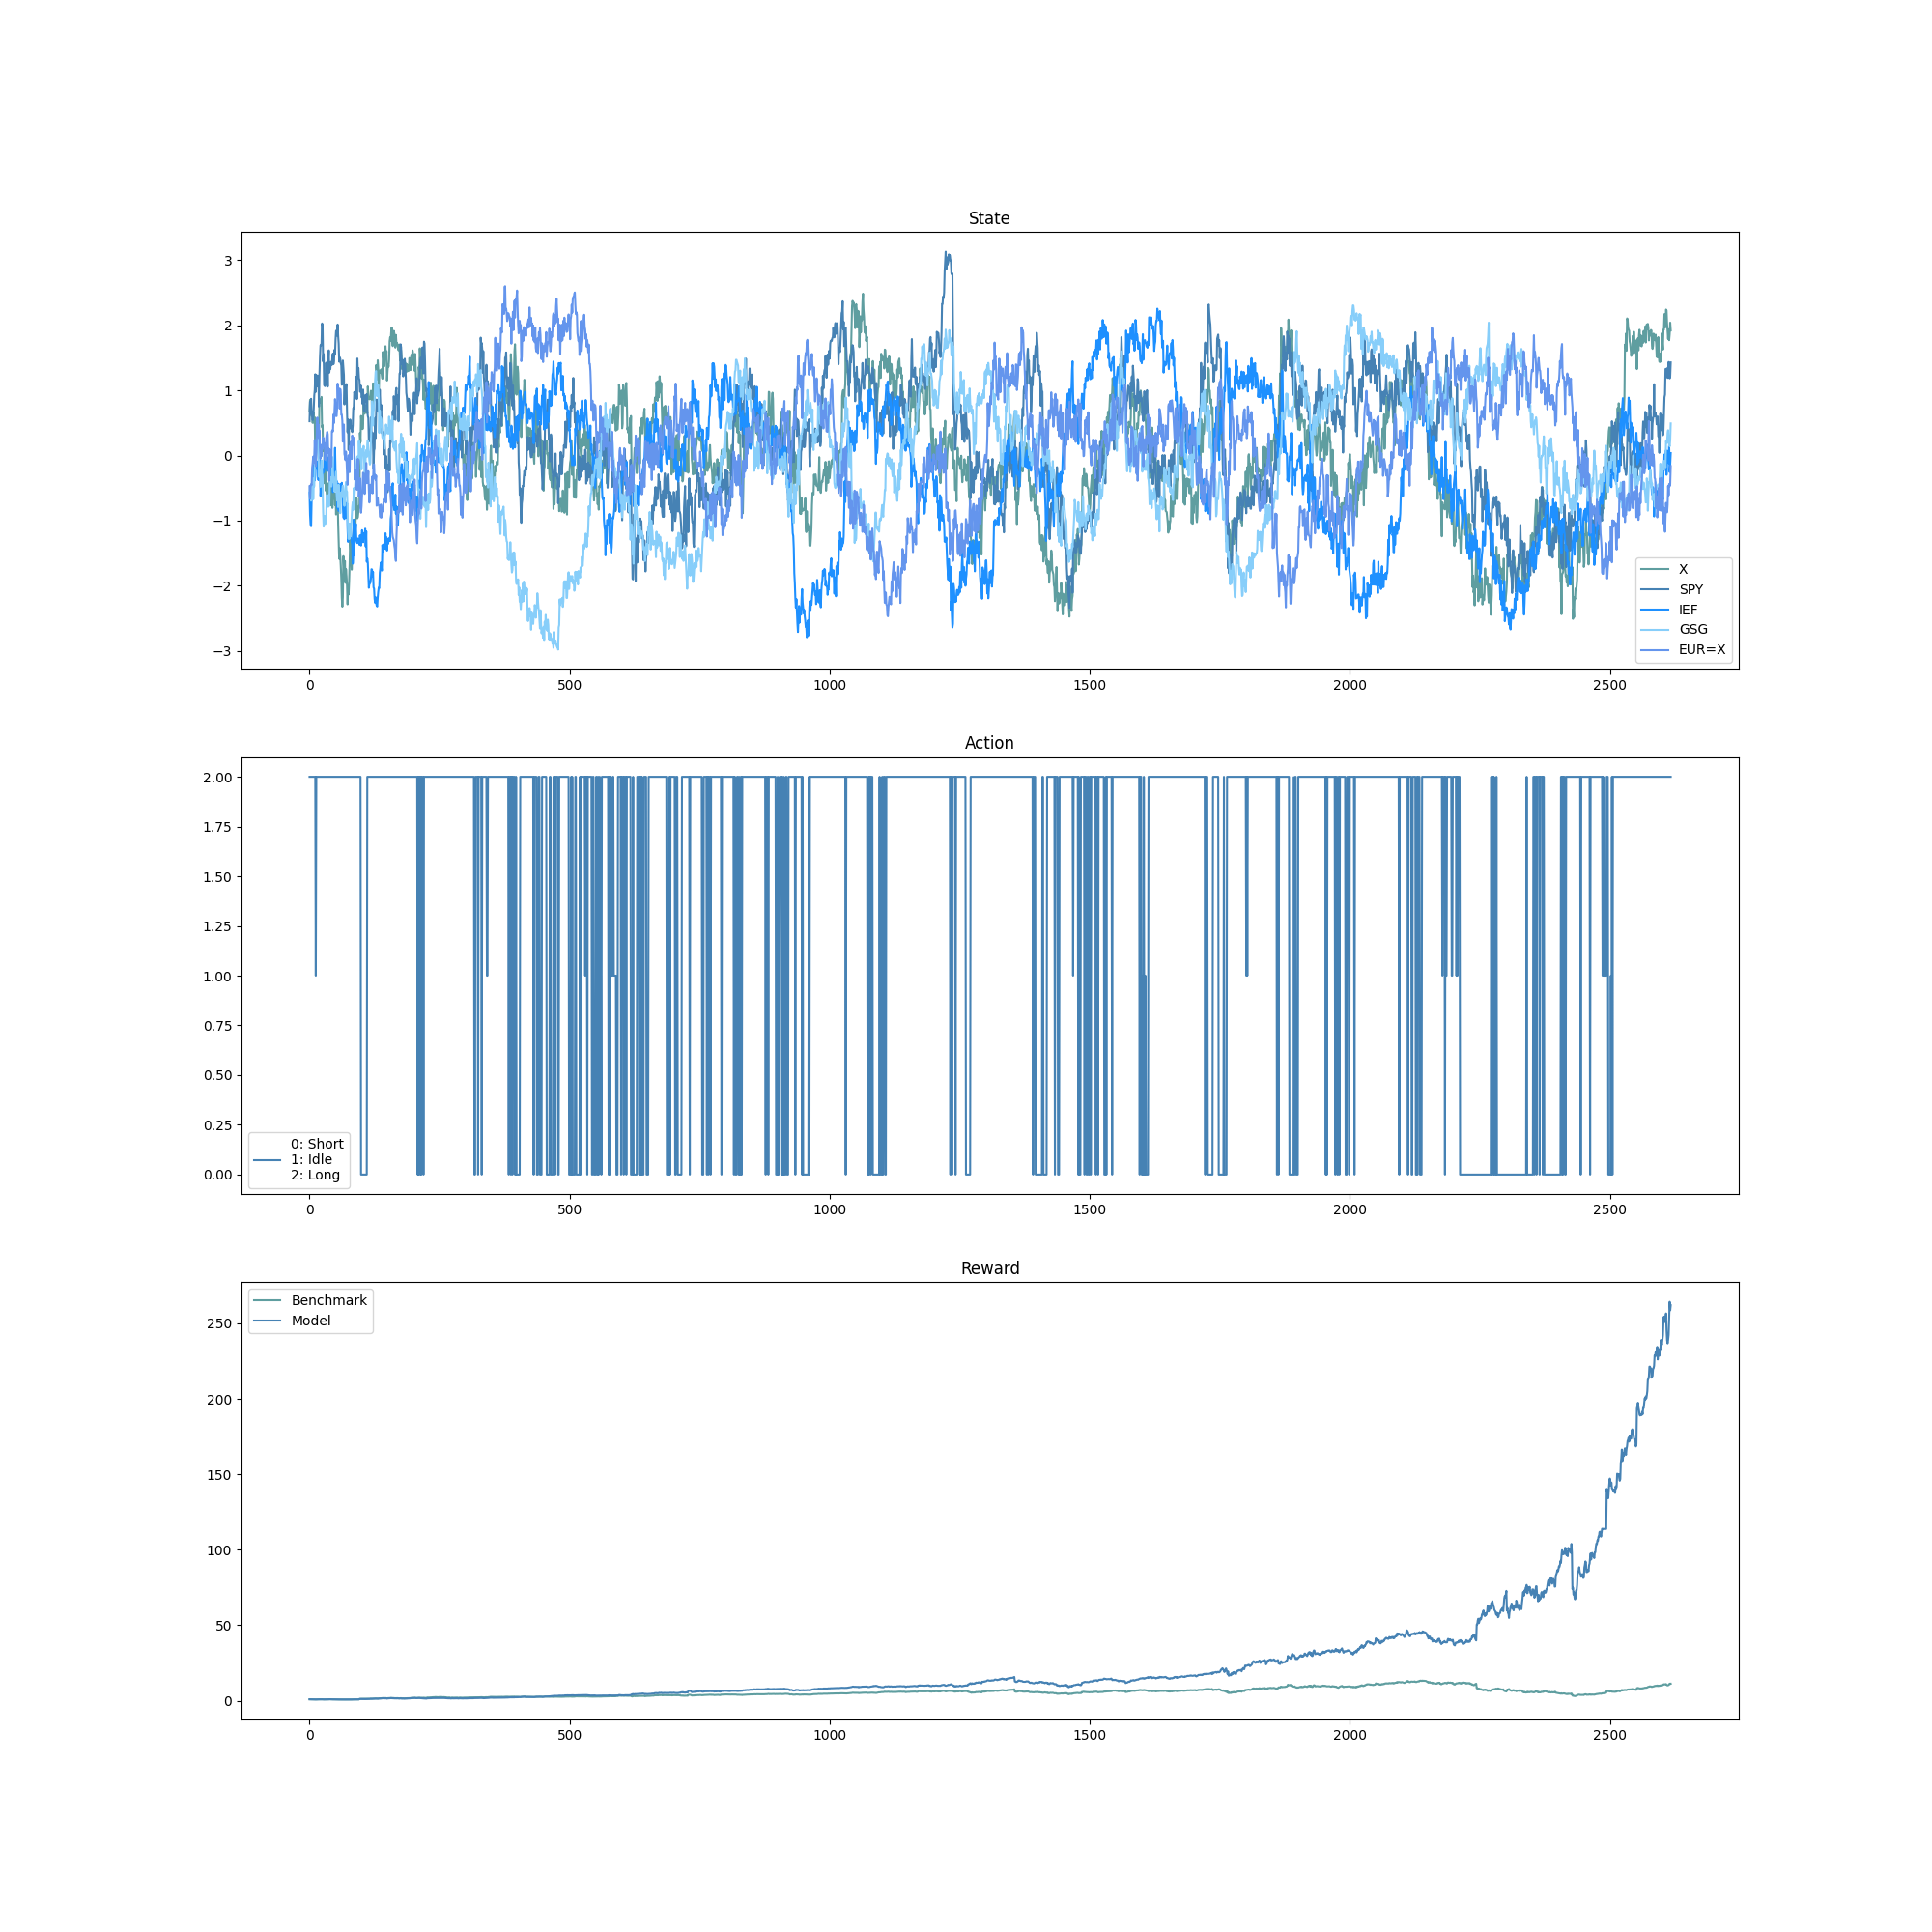 State
3
2
1
0
−1
−2
−3
X
SPY
IEF
GSG
EUR=X
0 500 1000 1500 2000 2500
Action
2.00
1.75
1.50
1.25
1.00
0.75
0.50
0.25
0.00
0: Short
1: Idle
2: Long
0 500 1000 1500 2000 2500
Reward
Benchmark
Model
250
200
150
100
50
0
0 500 1000 1500 2000 2500